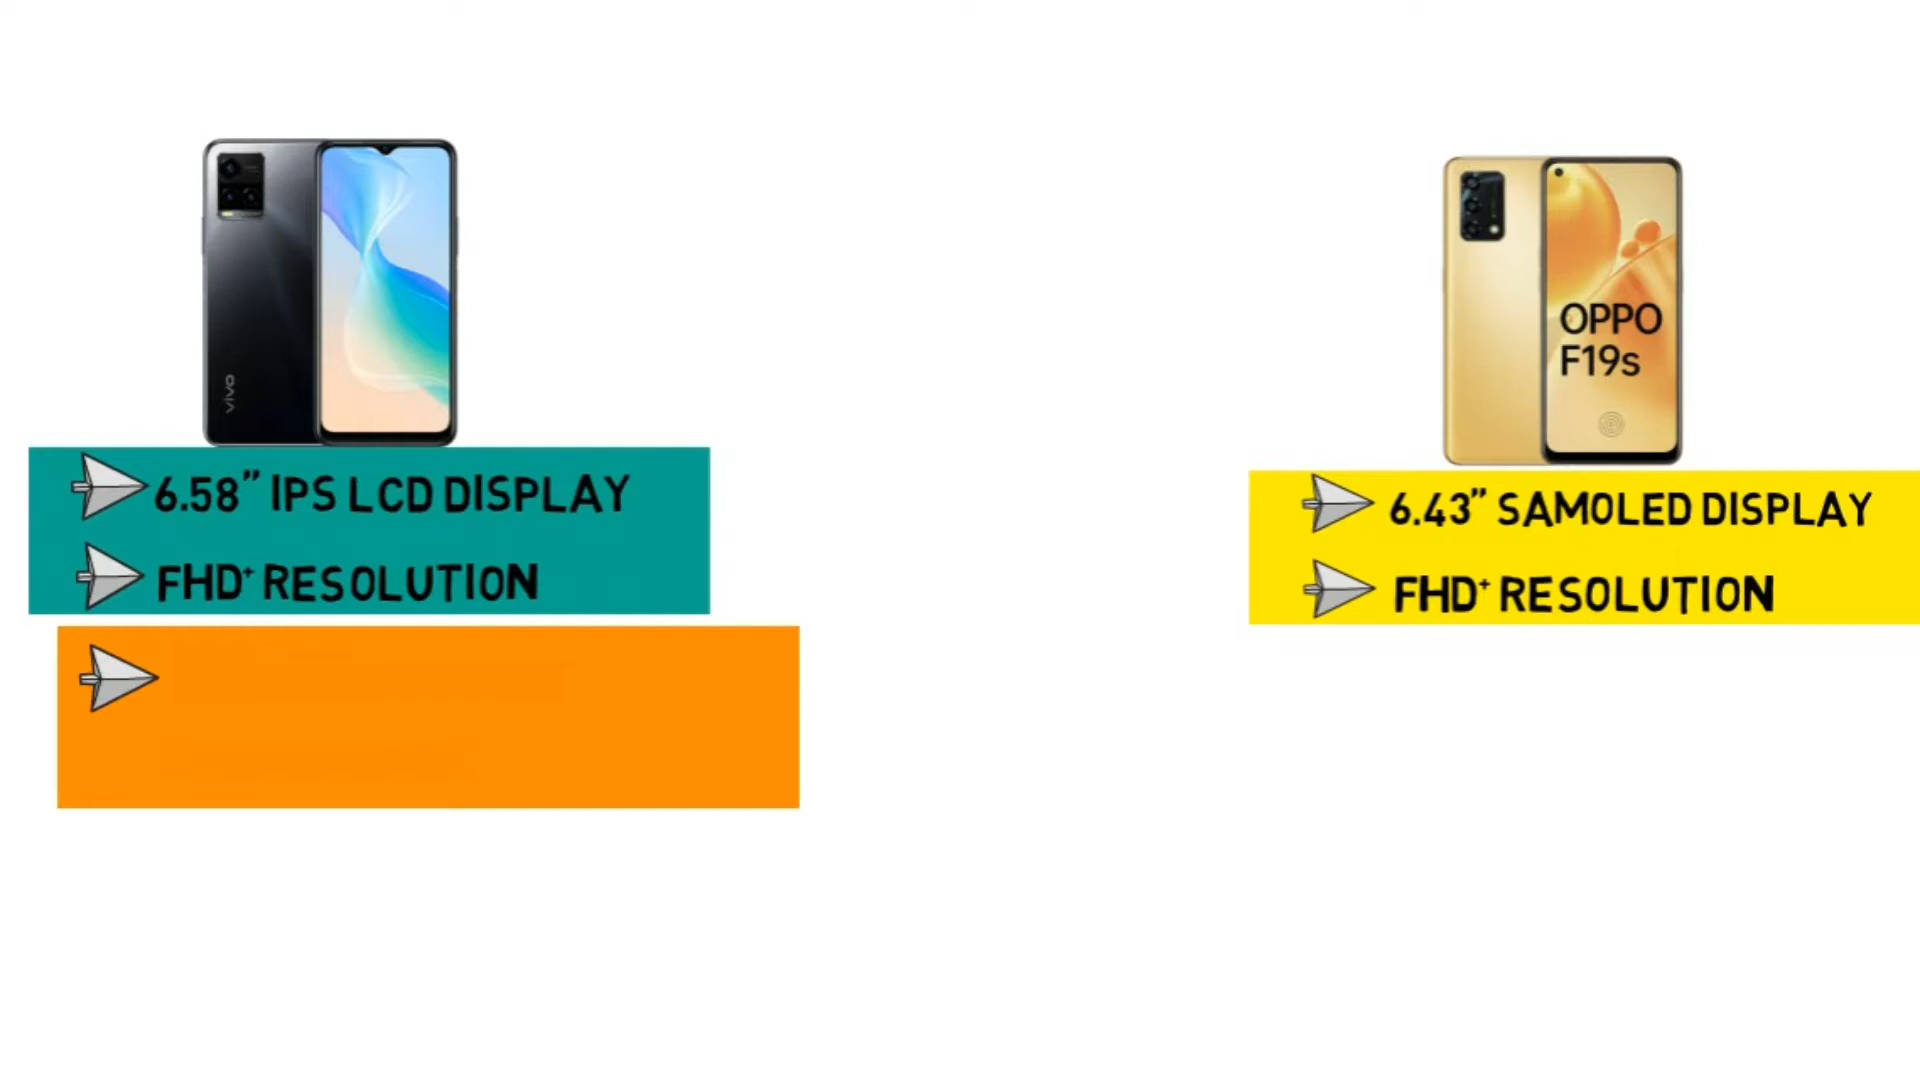 vivo
6.58" IPS LCD DISPLAY
FHD+ RESOLUTION
OPPO
F19s
6.43" SAMOLED DISPLAY
FHD+ RESOLUTION